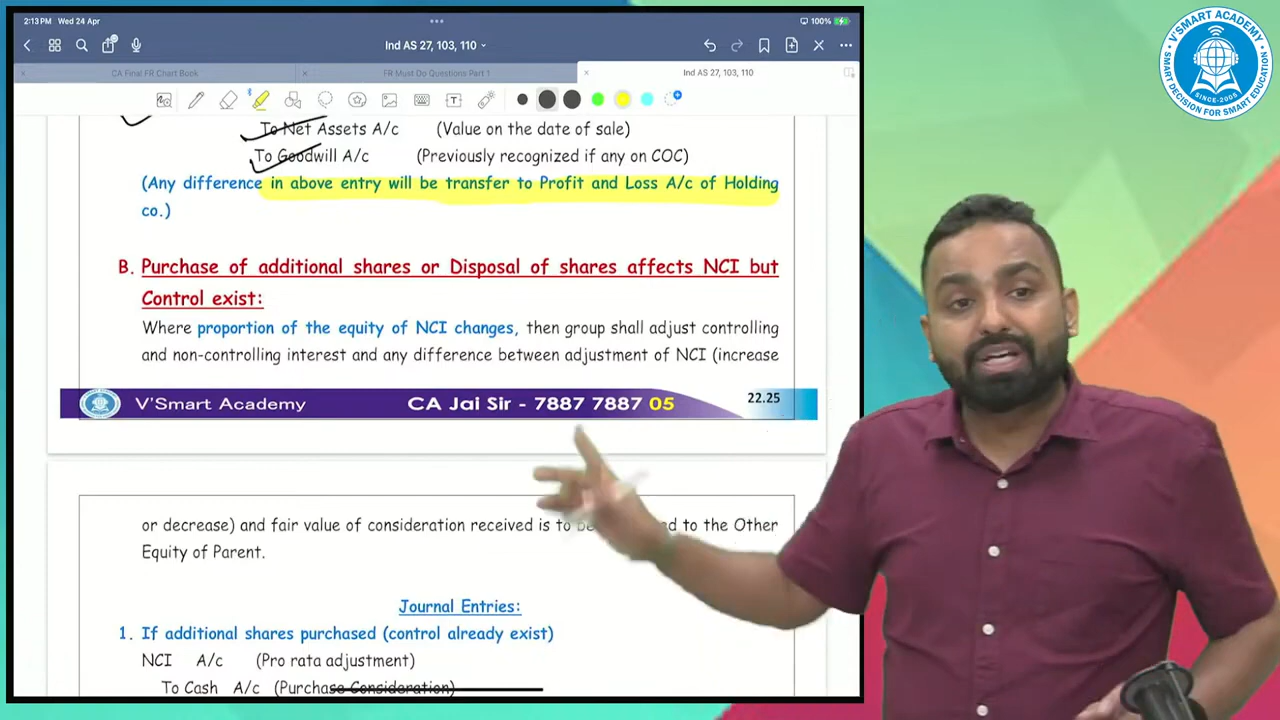 2:13 PM Wed 24 Apr
100%
Ind AS 27, 103, 110
CA Final FR Chart Book
FR Must Do Questions Part 1
Ind AS 27, 103, 110
To Net Assets A/c (Value on the date of sale)
To Goodwill A/c (Previously recognized if any on COC)
(Any difference in above entry will be transfer to Profit and Loss A/c of Holding
co.)
B. Purchase of additional shares or Disposal of shares affects NCI but
Control exist:
Where proportion of the equity of NCI changes, then group shall adjust controlling
and non-controlling interest and any difference between adjustment of NCI (increase
V'Smart Academy CA Jai Sir - 7887 7887 05 22.25
or decrease) and fair value of consideration received is to to the Other
Equity of Parent.
Journal Entries:
1. If additional shares purchased (control already exist)
NCI A/c (Pro rata adjustment)
To Cash A/c (Purchase Consideration)
V'SMART ACADEMY
SINCE-2005
SMART DECISION FOR SMART EDUCATION